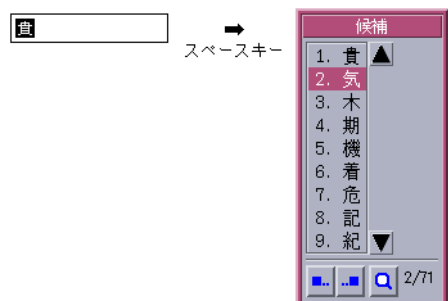 貴
➡
スペースキー
候補
1. 貴
2. 気
3. 木
4. 期
5. 機
6. 着
7. 危
8. 記
9. 紀
2/71